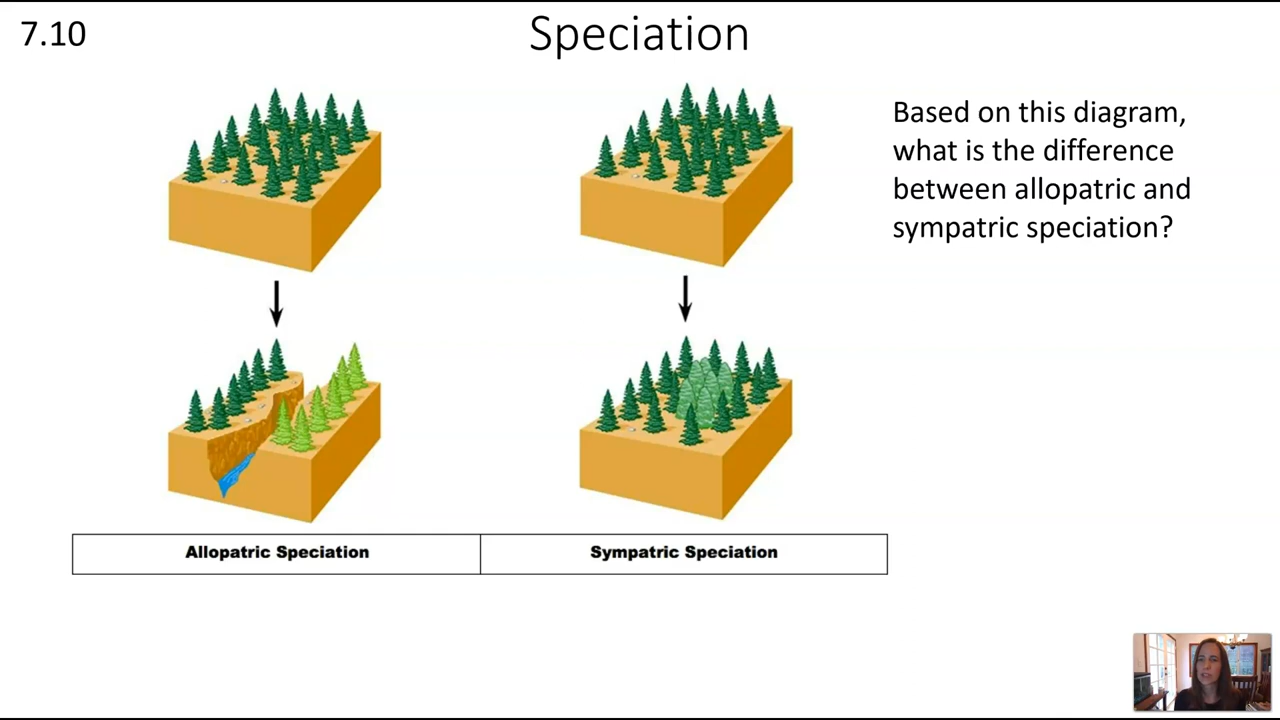 7.10
Speciation
Based on this diagram,
what is the difference
between allopatric and
sympatric speciation?
Allopatric Speciation
Sympatric Speciation